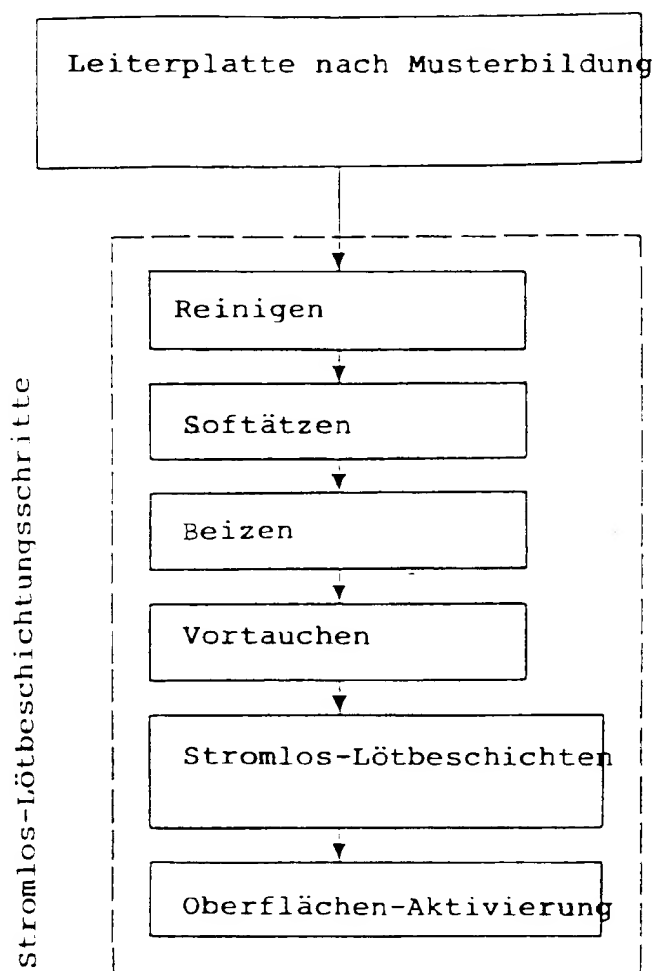 Leiterplatte nach Musterbildung
Stromlos-Lötbeschichtungsschritte
Reinigen
Softätzen
Beizen
Vortauchen
Stromlos-Lötbeschichten
Oberflächen-Aktivierung